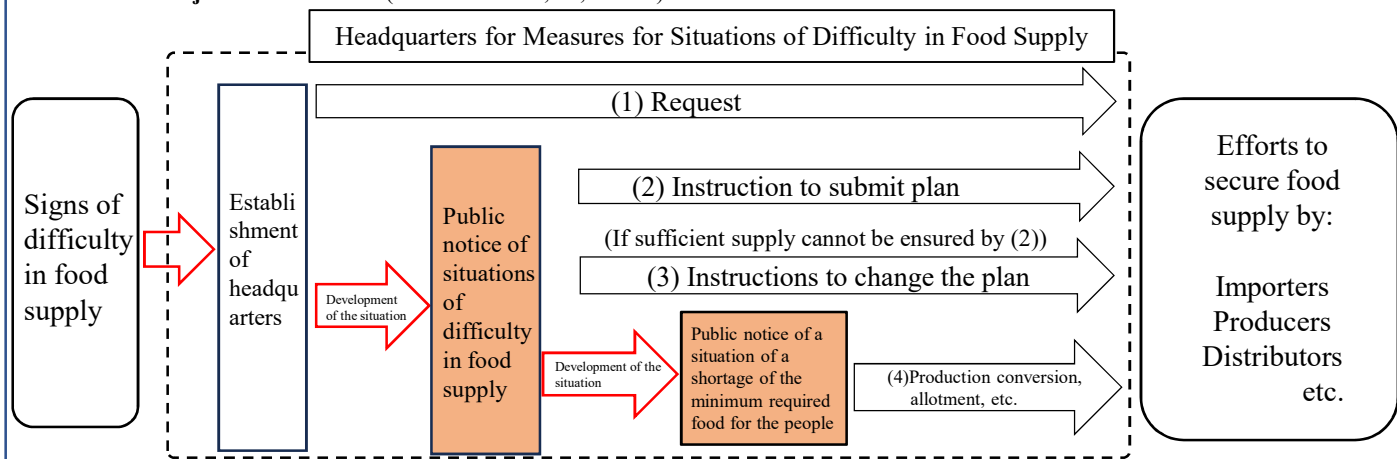 Headquarters for Measures for Situations of Difficulty in Food Supply
Signs of
difficulty
in food
supply
Establi
shment
of
headqu
arters
(1) Request
Development
of the situation
Public
notice of
situations
of
difficulty
in food
supply
(2) Instruction to submit plan
(If sufficient supply cannot be ensured by (2))
(3) Instructions to change the plan
Development of the
situation
Public notice of a
situation of a
shortage of the
minimum required
food for the people
(4)Production conversion,
allotment, etc.
Efforts to
secure food
supply by:
Importers
Producers
Distributors
etc.